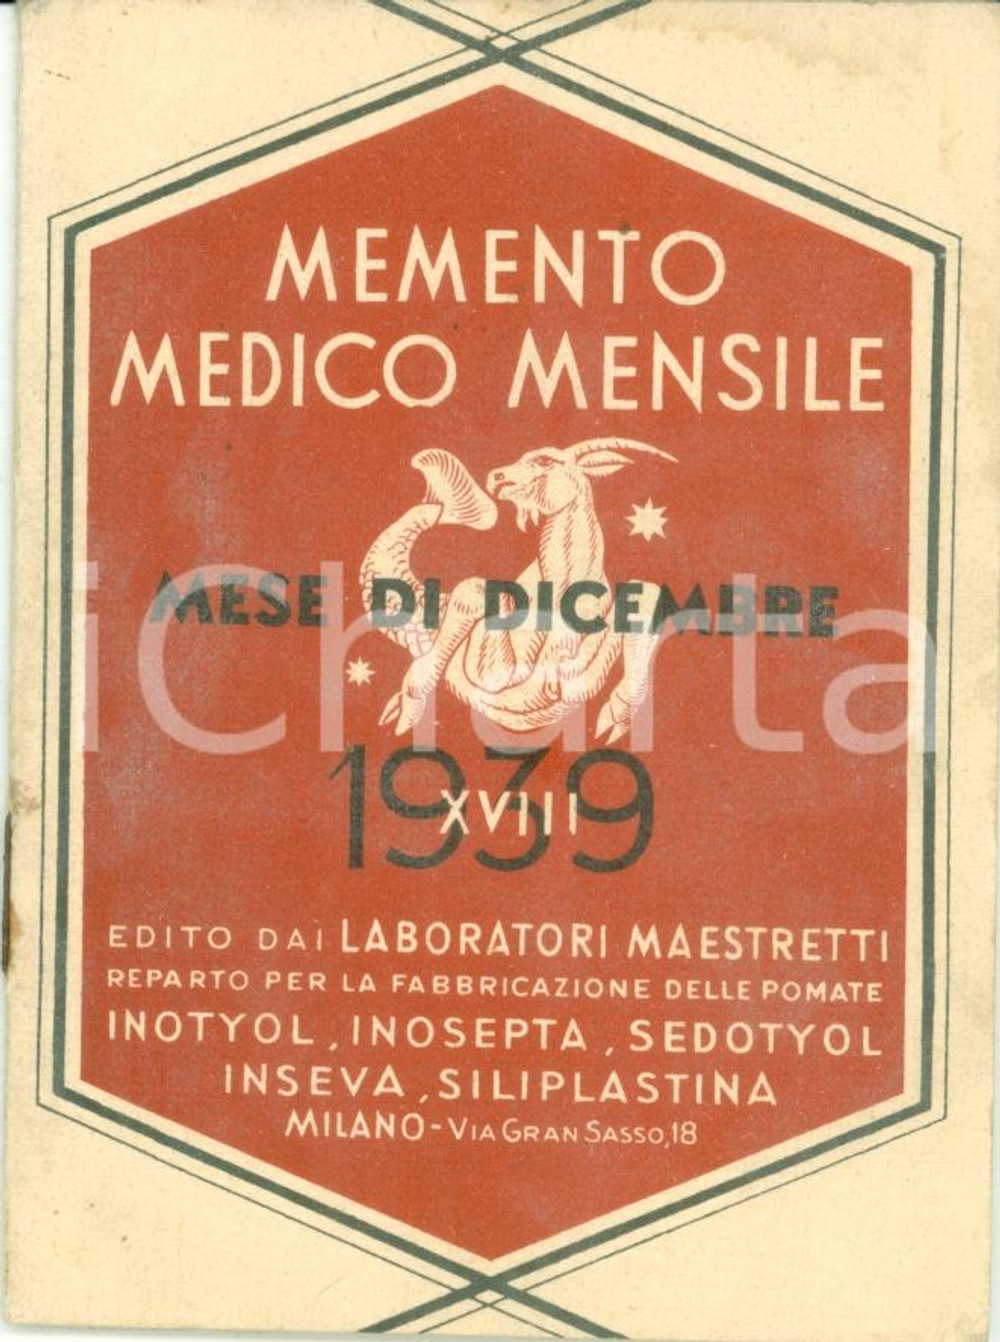 MEMENTO
MEDICO MENSILE
MESE DI DICEMBRE
iCharta
1939
XVIII
EDITO DAI LABORATORI MAESTRETTI
REPARTO PER LA FABBRICAZIONE DELLE POMATE
INOTYOL, INOSEPTA, SEDOTYOL
INSEVA, SILIPLASTINA
MILANO-VIA GRAN SASSO, 18